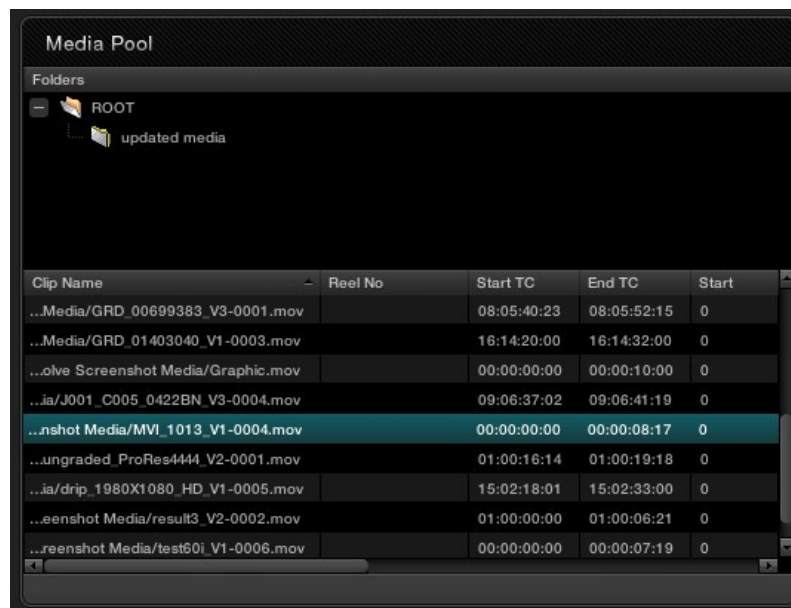 Media Pool
Folders
ROOT
updated media
Clip Name Reel No Start TC End TC Start
...Media/GRD_00699383_V3-0001.mov 08:05:40:23 08:05:52:15 0
...Media/GRD_01403040_V1-0003.mov 16:14:20:00 16:14:32:00 0
...olve Screenshot Media/Graphic.mov 00:00:00:00 00:00:10:00 0
...ia/J001_C005_0422BN_V3-0004.mov 09:06:37:02 09:06:41:19 0
...nshot Media/MVI_1013_V1-0004.mov 00:00:00:00 00:00:08:17 0
...ungraded_ProRes4444_V2-0001.mov 01:00:16:14 01:00:19:18 0
...ia/drip_1980X1080_HD_V1-0005.mov 15:02:18:01 15:02:33:00 0
...eenshot Media/result3_V2-0002.mov 01:00:00:00 01:00:06:21 0
...reenshot Media/test60i_V1-0006.mov 00:00:00:00 00:00:07:19 0